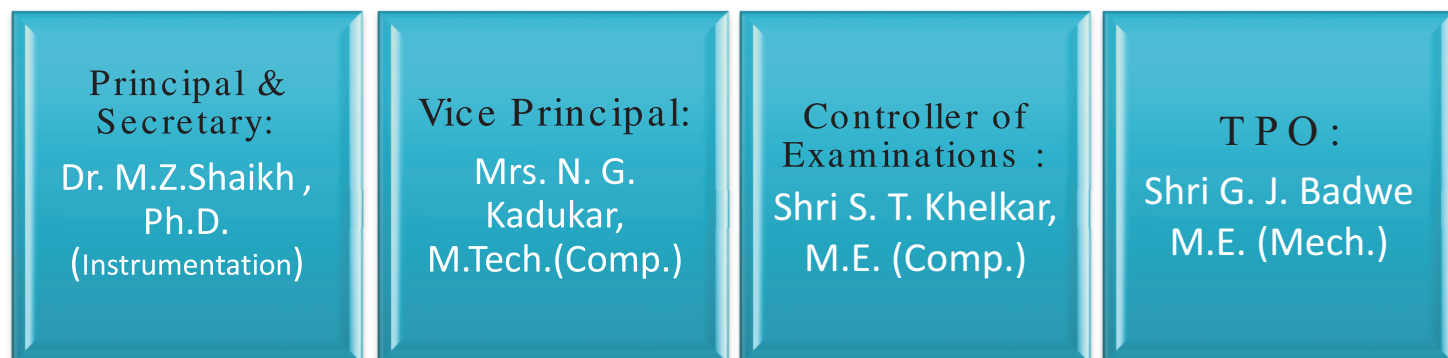 Principal &
Secretary:
Dr. M.Z.Shaikh ,
Ph.D.
(Instrumentation)
Vice Principal:
Mrs. N. G.
Kadukar,
M.Tech.(Comp.)
Controller of
Examinations :
Shri S. T. Khelkar,
M.E. (Comp.)
TPO:
Shri G. J. Badwe
M.E. (Mech.)